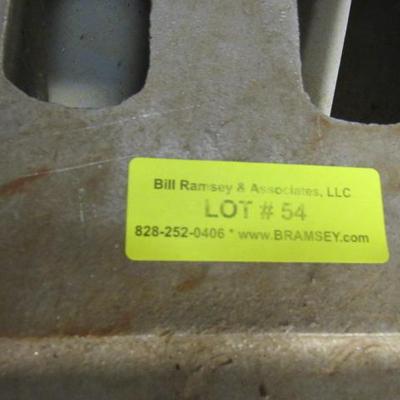 Bill Ramsey & Associates, LLC
LOT # 54
828-252-0406 * www.BRAMSEY.com